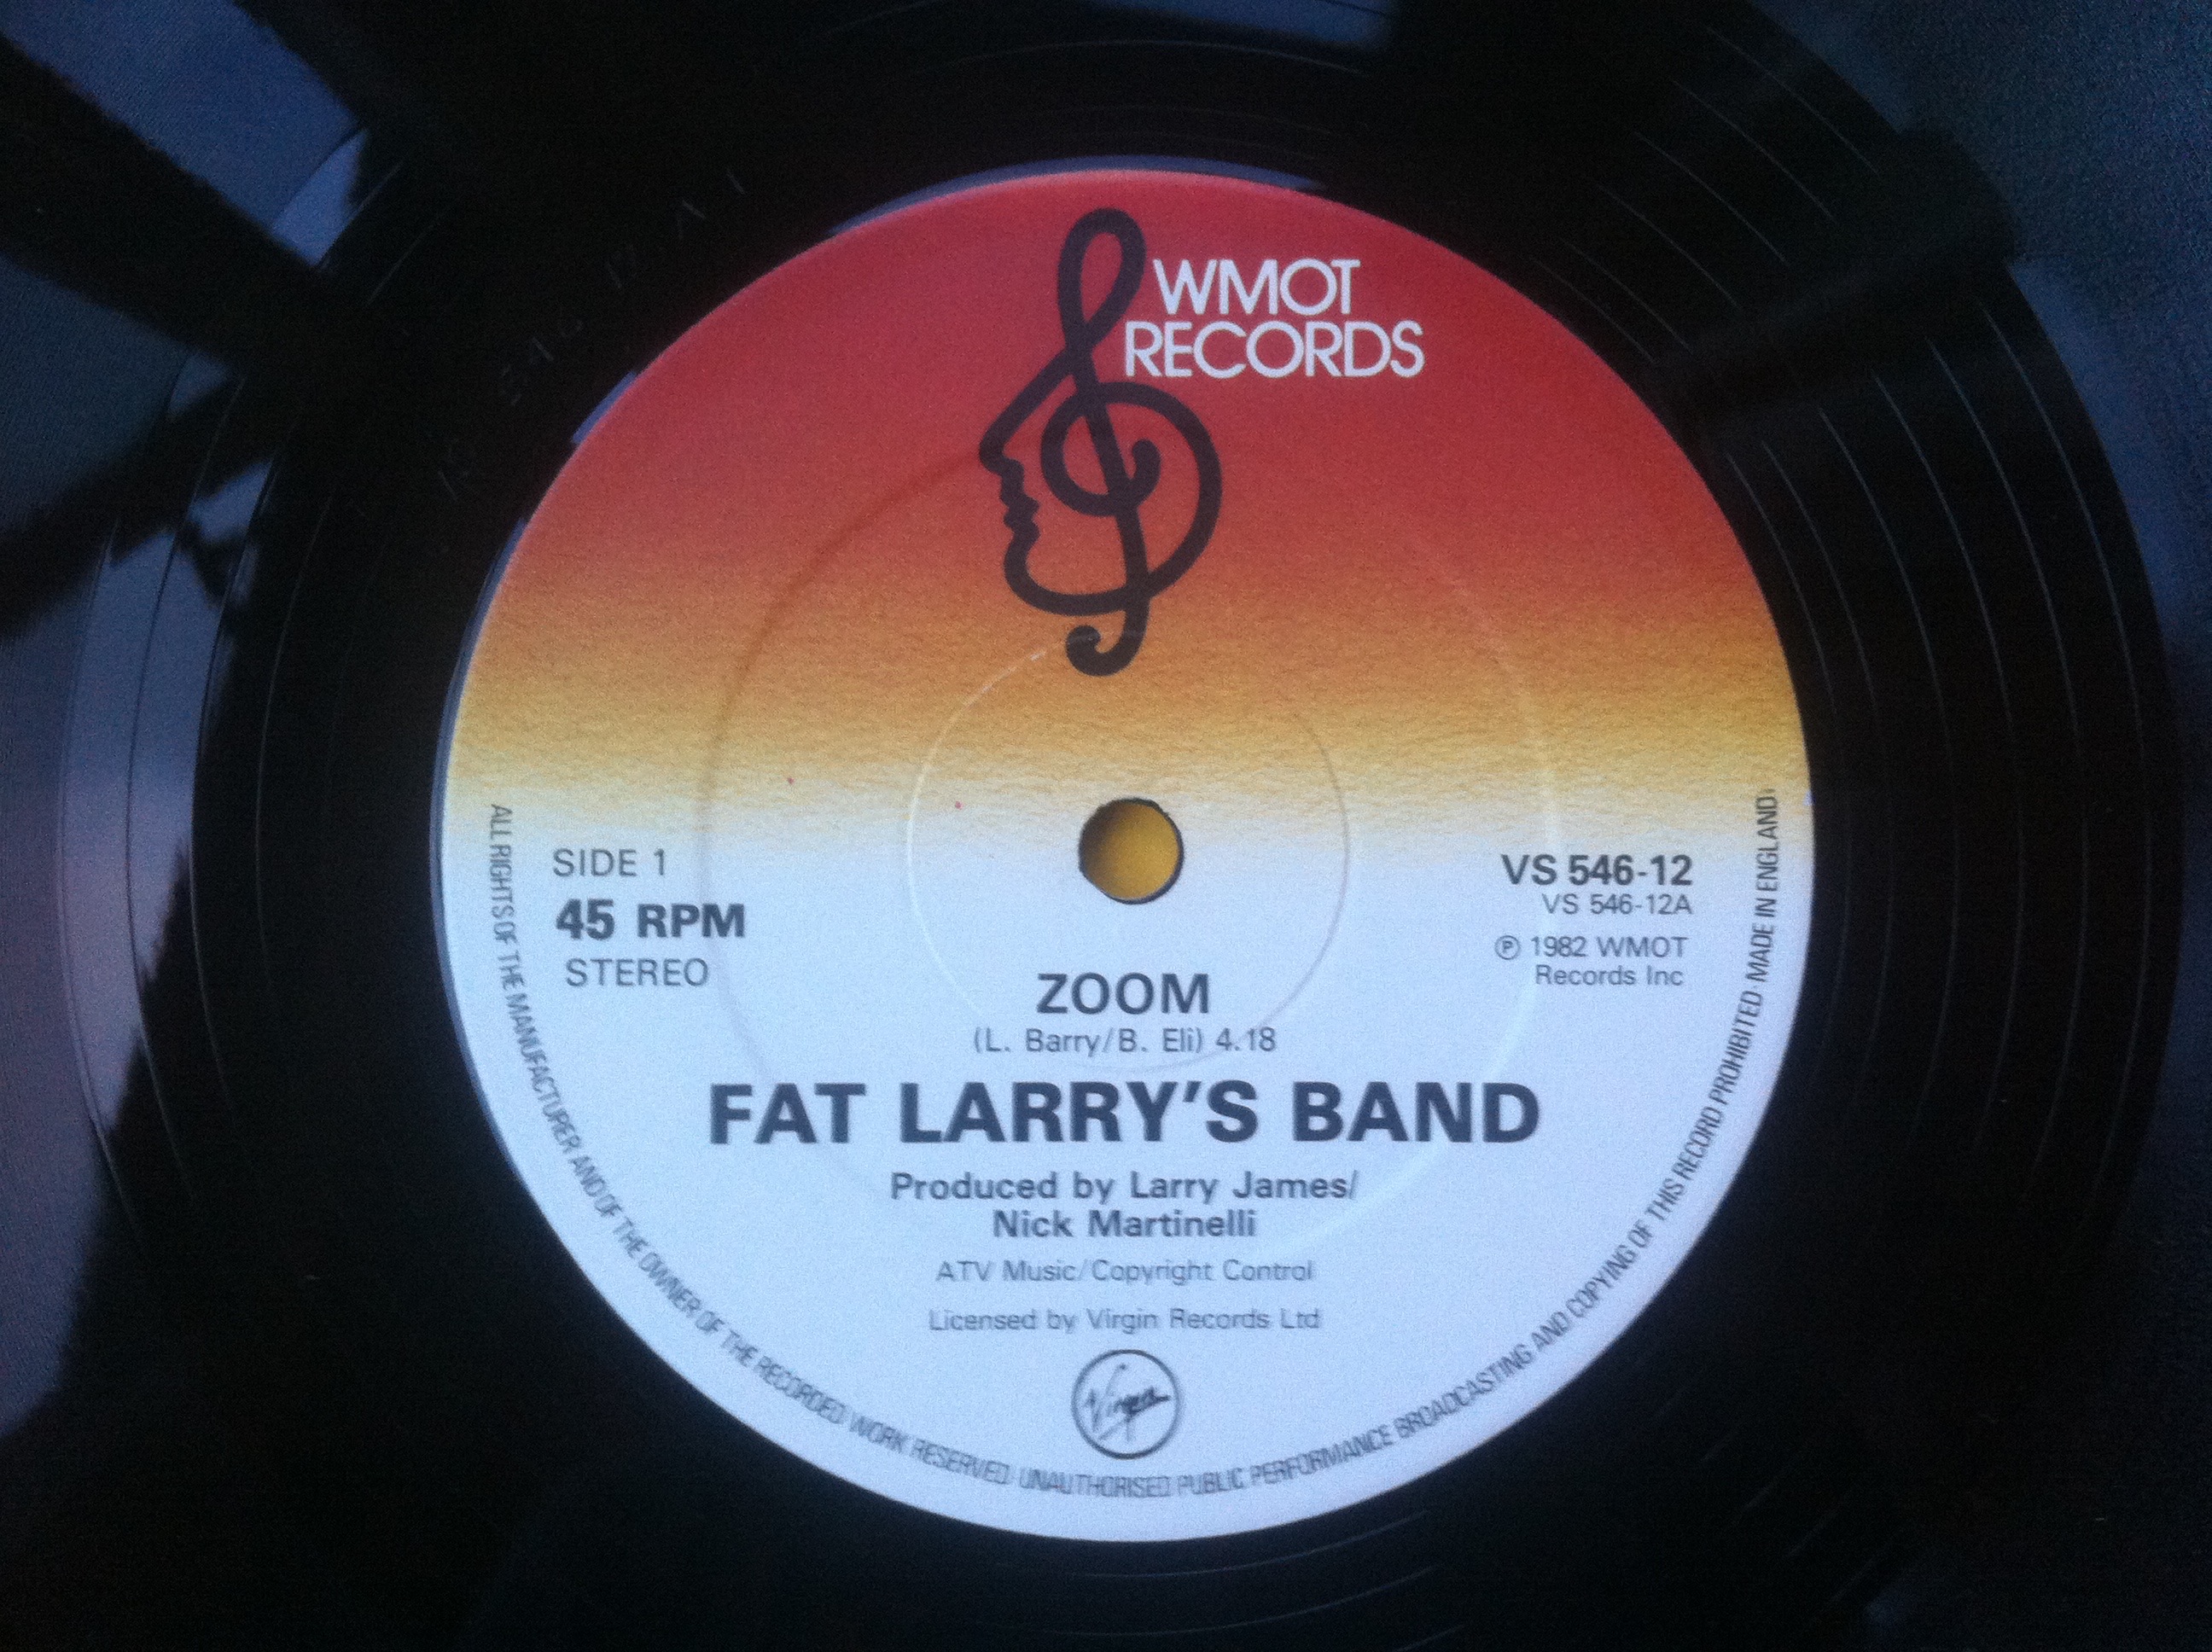 WMOT
RECORDS
SIDE 1
45 RPM
STEREO
VS 546-12
VS 546-12A
Ⓟ 1982 WMOT
Records Inc
ZOOM
(L. Barry/B. Eli) 4.18
FAT LARRY'S BAND
Produced by Larry James/
Nick Martinelli
ATV Music/Copyright Control
Licensed by Virgin Records Ltd
Virgin
ALL RIGHTS OF THE MANUFACTURER AND OF THE OWNER OF THE RECORDED WORK RESERVED. UNAUTHORISED PUBLIC PERFORMANCE BROADCASTING AND COPYING OF THIS RECORD PROHIBITED. MADE IN ENGLAND.